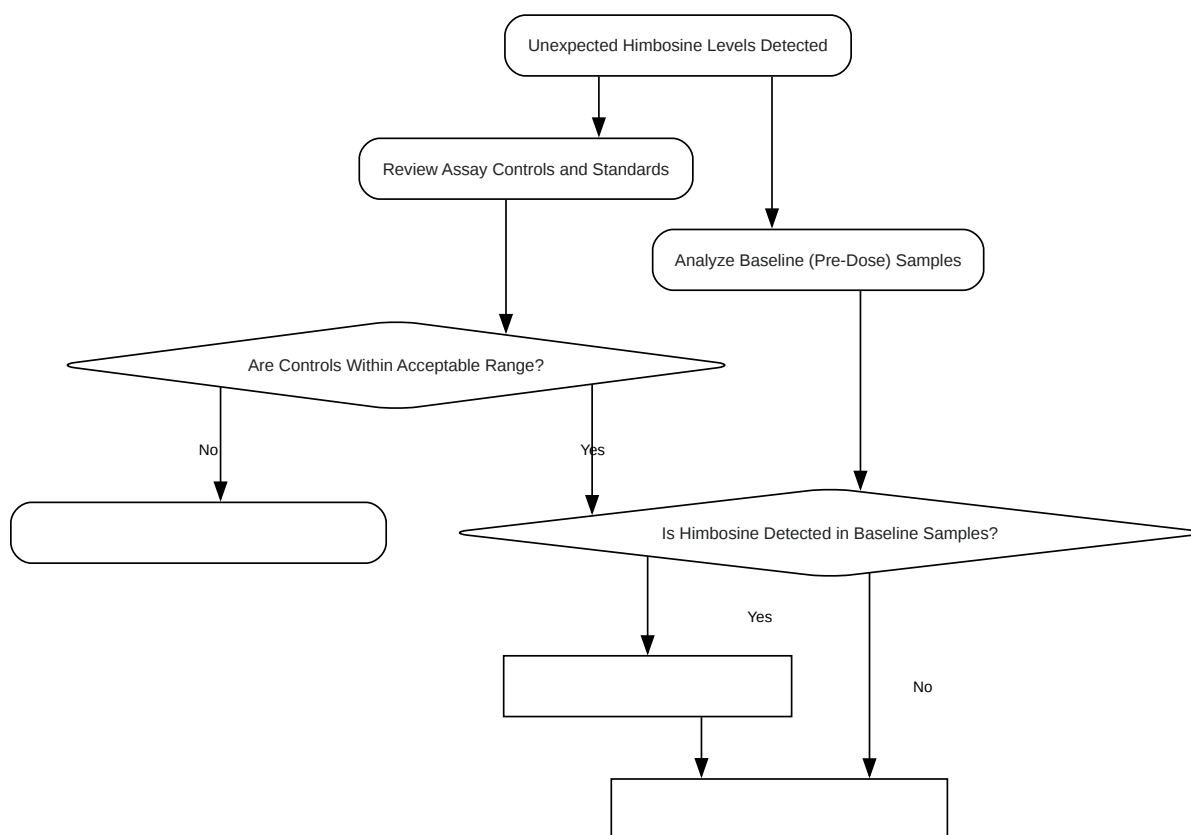 Unexpected Himbosine Levels Detected
Review Assay Controls and Standards
Analyze Baseline (Pre-Dose) Samples
Are Controls Within Acceptable Range?
No
Yes
Is Himbosine Detected in Baseline Samples?
Yes
No